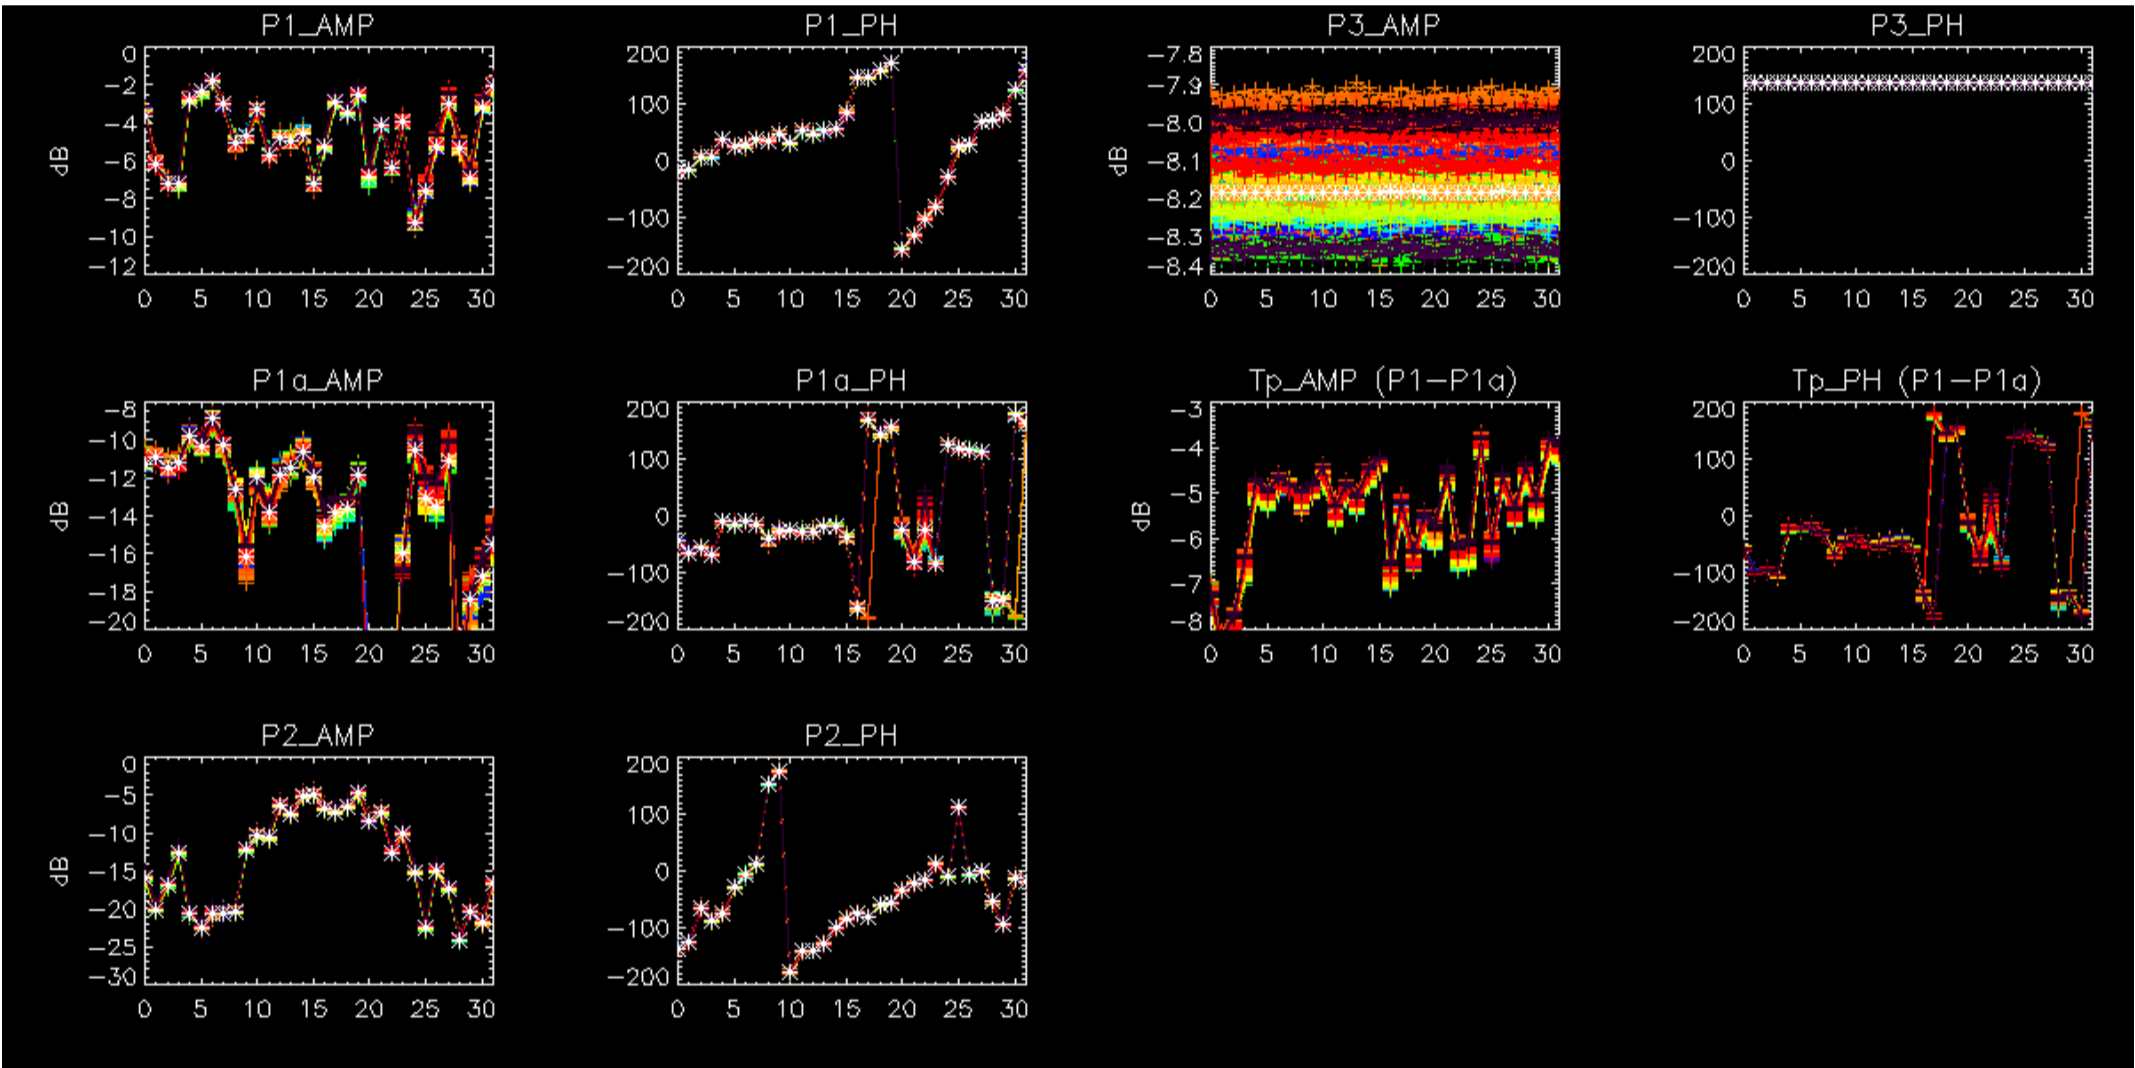 P1_AMP
0
-2
-4
-6
-8
-10
-12
dB
0 5 10 15 20 25 30
P1_PH
200
100
0
-100
-200
0 5 10 15 20 25 30
P3_AMP
-7.8
-7.9
-8.0
-8.1
-8.2
-8.3
-8.4
dB
0 5 10 15 20 25 30
P3_PH
200
100
0
-100
-200
0 5 10 15 20 25 30
P1a_AMP
-8
-10
-12
-14
-16
-18
-20
dB
0 5 10 15 20 25 30
P1a_PH
200
100
0
-100
-200
0 5 10 15 20 25 30
Tp_AMP (P1-P1a)
-3
-4
-5
-6
-7
-8
dB
0 5 10 15 20 25 30
Tp_PH (P1-P1a)
200
100
0
-100
-200
0 5 10 15 20 25 30
P2_AMP
0
-5
-10
-15
-20
-25
-30
dB
0 5 10 15 20 25 30
P2_PH
200
100
0
-100
-200
0 5 10 15 20 25 30